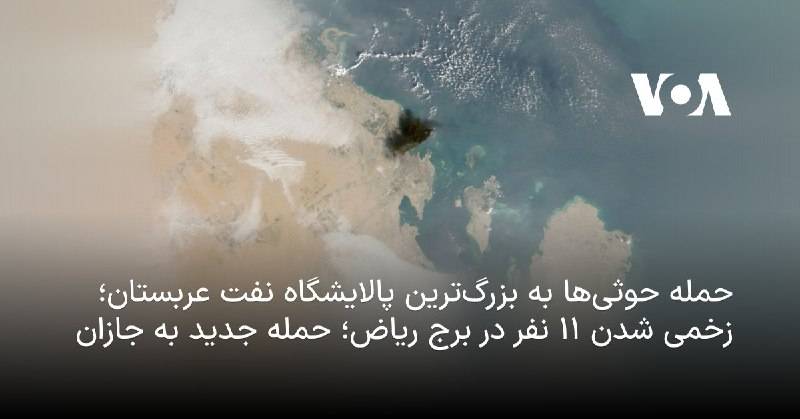 VOA
حمله حوثی‌ها به بزرگ‌ترین پالایشگاه نفت عربستان؛
زخمی شدن ۱۱ نفر در برج ریاض؛ حمله جدید به جازان